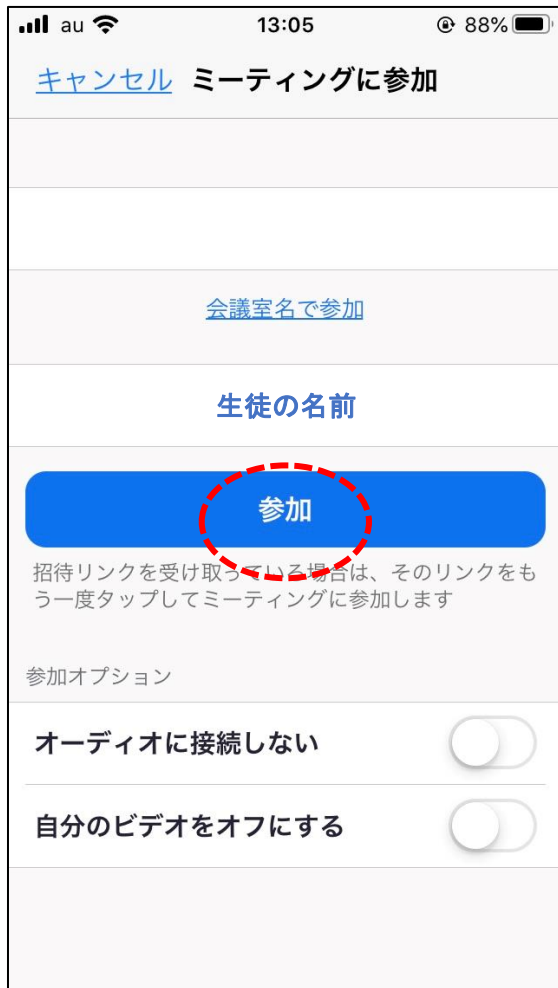 au 13:05 88%
キャンセル ミーティングに参加
会議室名で参加
生徒の名前
参加
招待リンクを受け取っている場合は、そのリンクをも
う一度タップしてミーティングに参加します
参加オプション
オーディオに接続しない
自分のビデオをオフにする